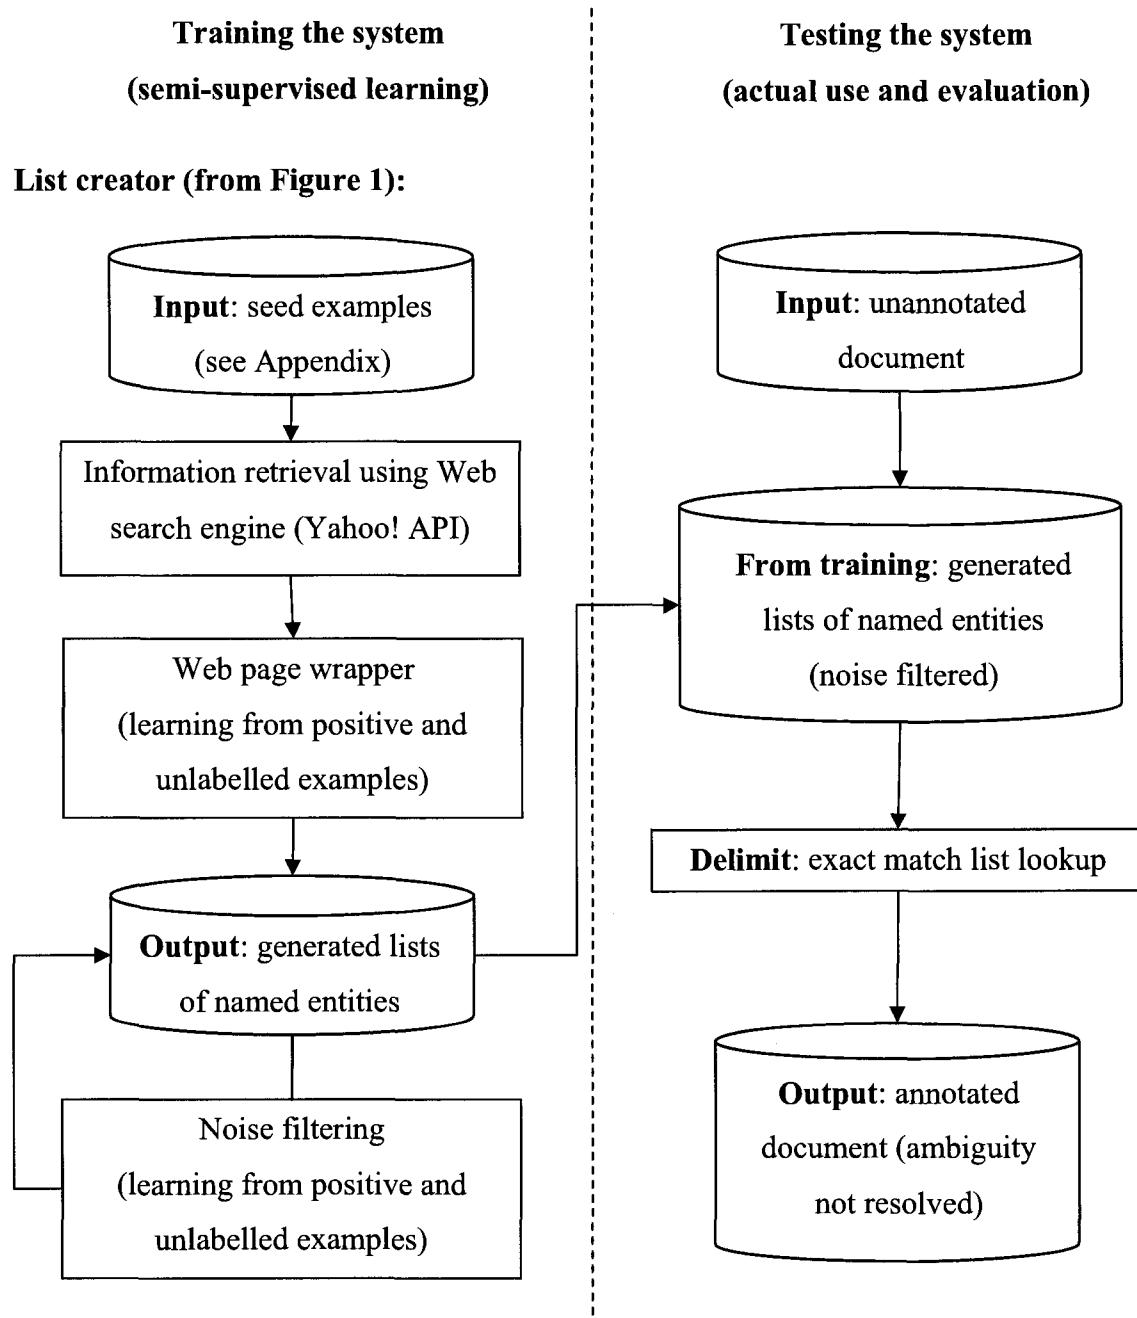 Training the system
(semi-supervised learning)
List creator (from Figure 1):
Input: seed examples
(see Appendix)
Information retrieval using Web
search engine (Yahoo! API)
Web page wrapper
(learning from positive and
unlabelled examples)
Output: generated lists
of named entities
Noise filtering
(learning from positive and
unlabelled examples)
Testing the system
(actual use and evaluation)
Input: unannotated
document
From training: generated
lists of named entities
(noise filtered)
Delimit: exact match list lookup
Output: annotated
document (ambiguity
not resolved)